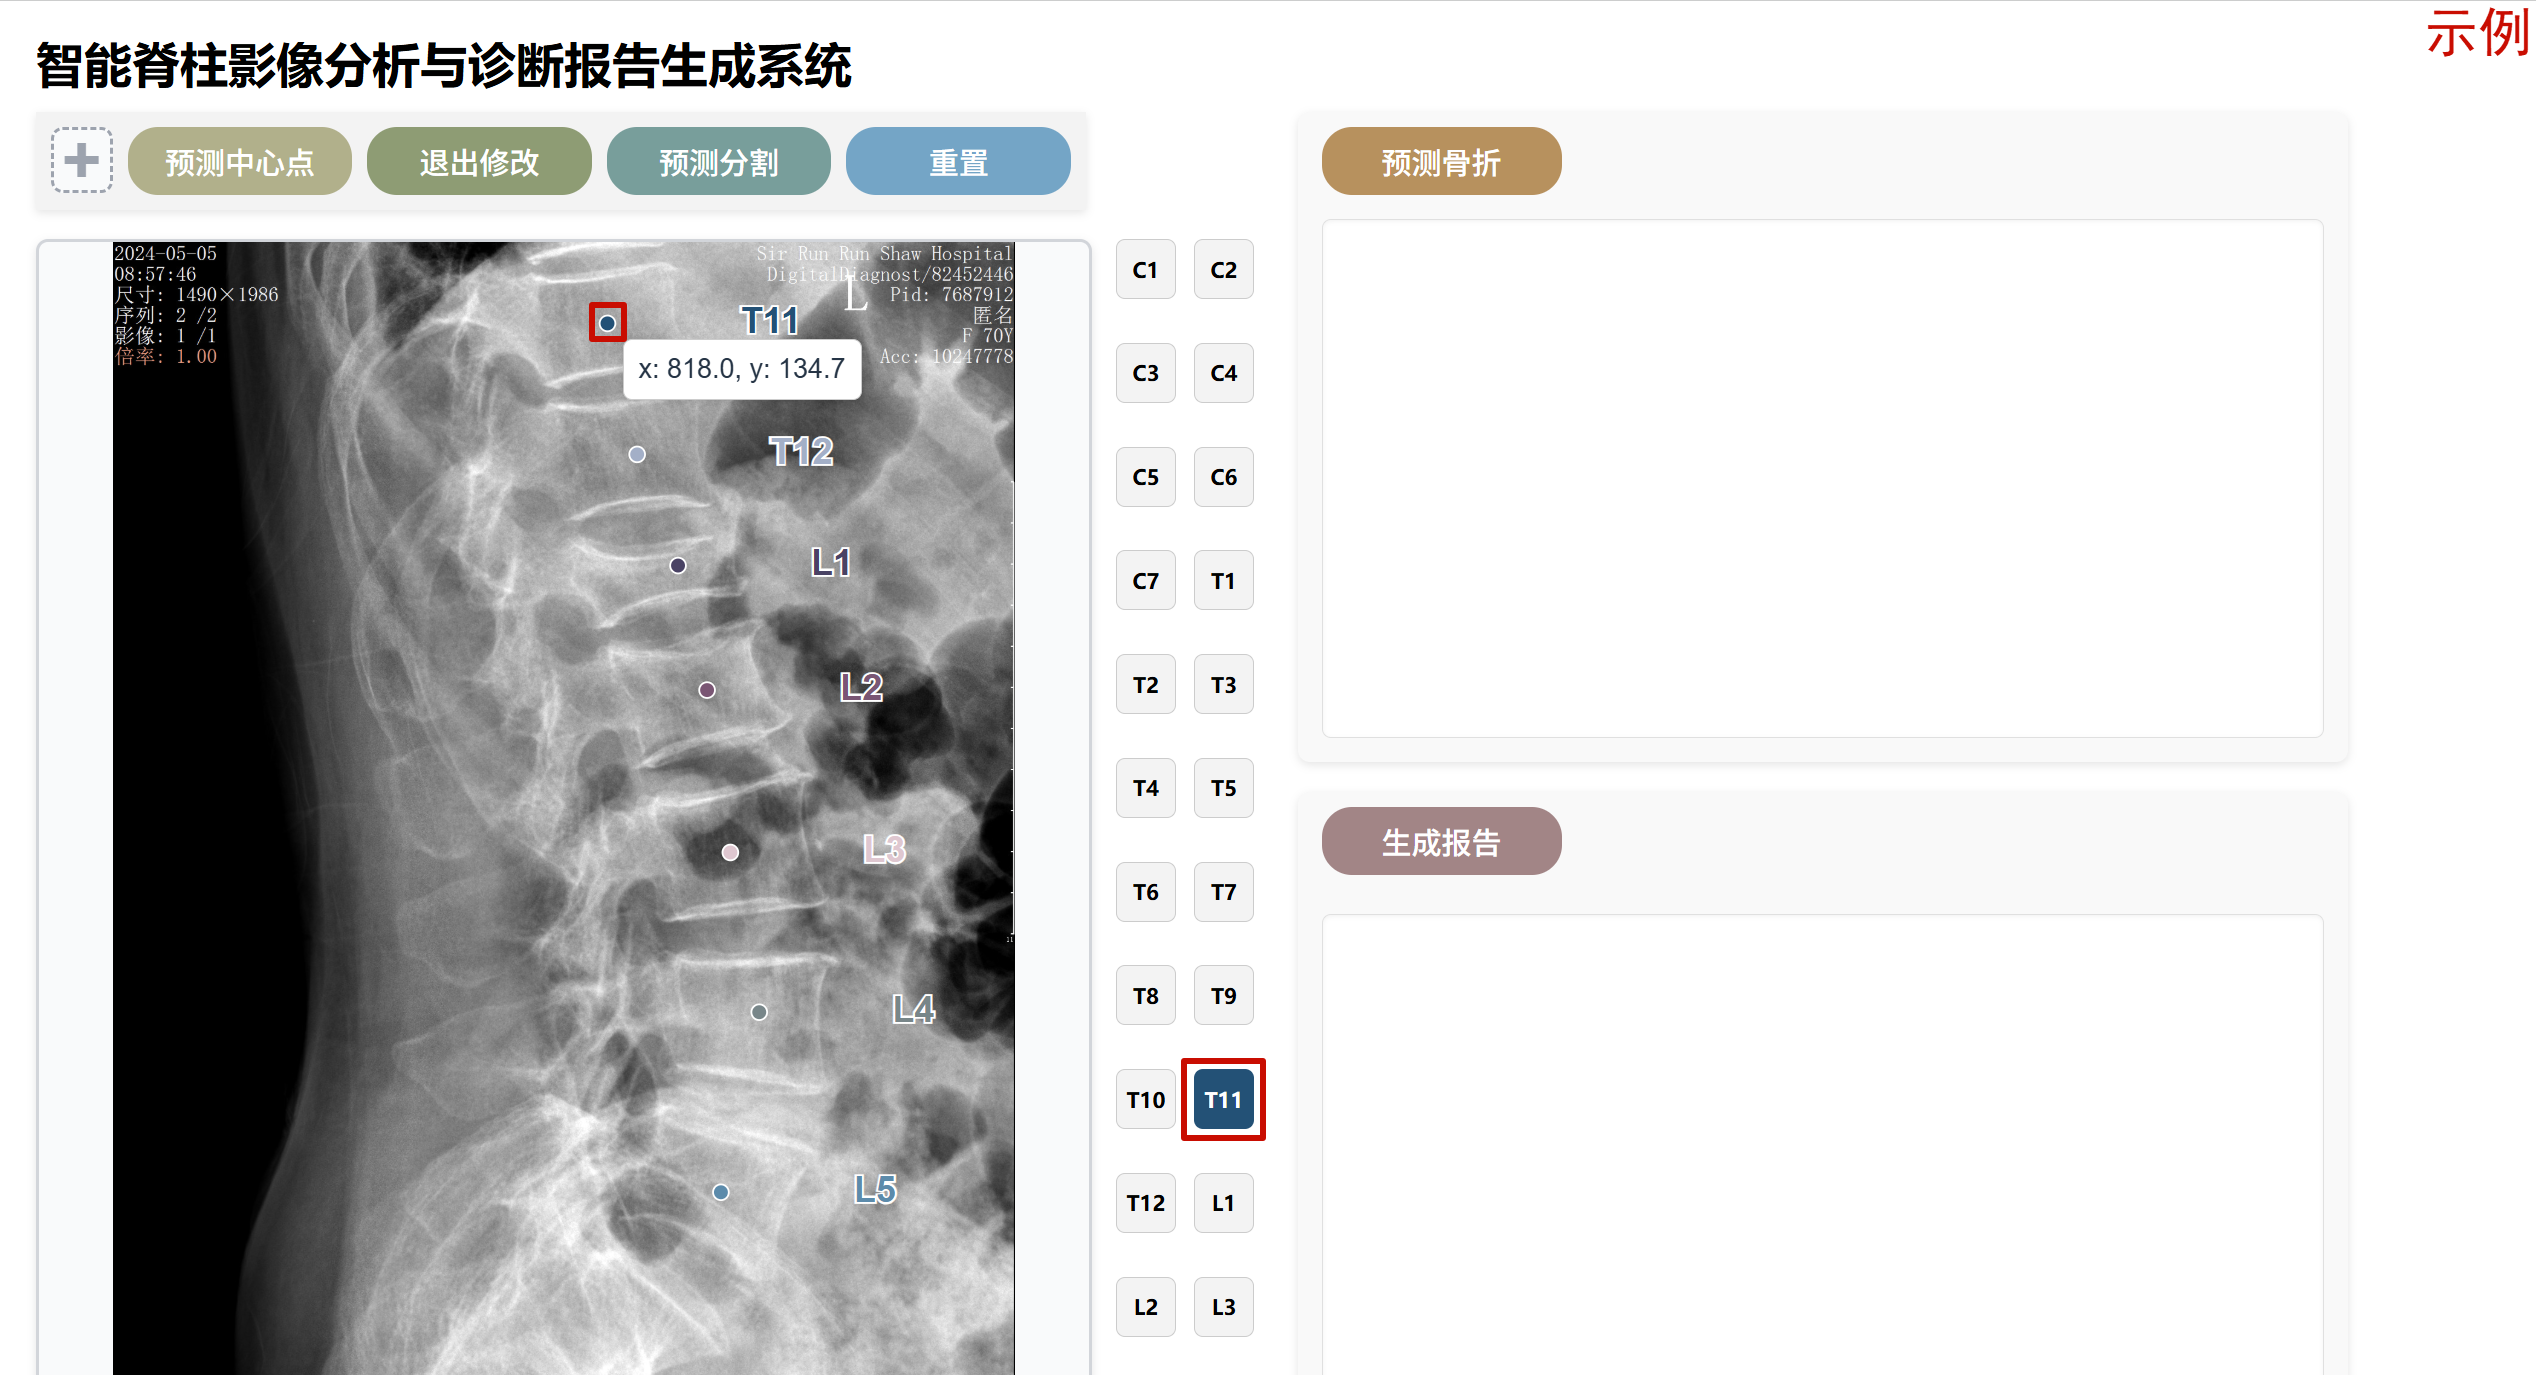 示例
智能脊柱影像分析与诊断报告生成系统
预测中心点
退出修改
预测分割
重置
预测骨折
2024-05-05
08:57:46
尺寸: 1490×1986
序列: 2 /2
影像: 1 /1
倍率: 1.00
Sir Run Run Shaw Hospital
DigitalDiagnost/82452446
Pid: 7687912
匿名
F 70Y
Acc: 10247778
L
T11
x: 818.0, y: 134.7
T12
L1
L2
L3
L4
L5
C1 C2
C3 C4
C5 C6
C7 T1
T2 T3
T4 T5
T6 T7
T8 T9
T10 T11
T12 L1
L2 L3
生成报告